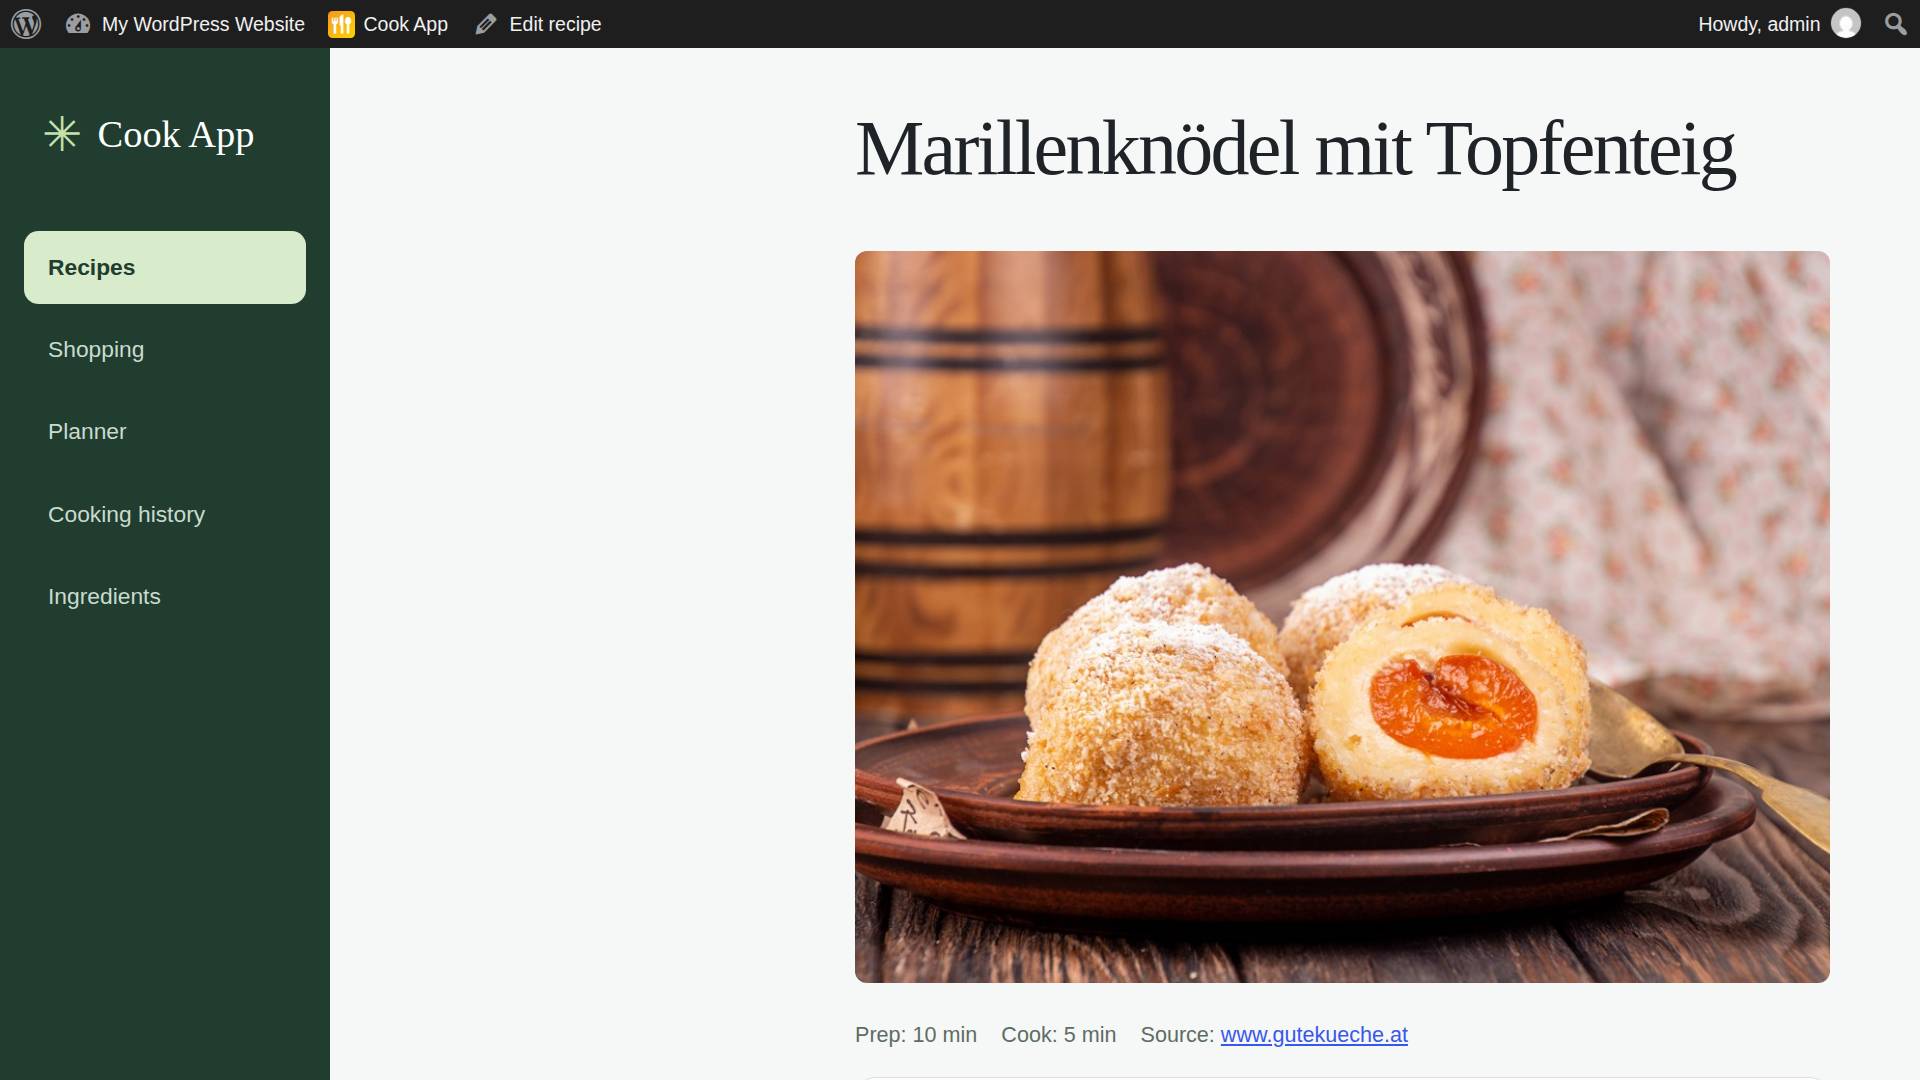 My WordPress Website
Cook App
Edit recipe
Howdy, admin
Cook App
Recipes
Shopping
Planner
Cooking history
Ingredients
Marillenknödel mit Topfenteig
Prep: 10 min Cook: 5 min Source: www.gutekueche.at